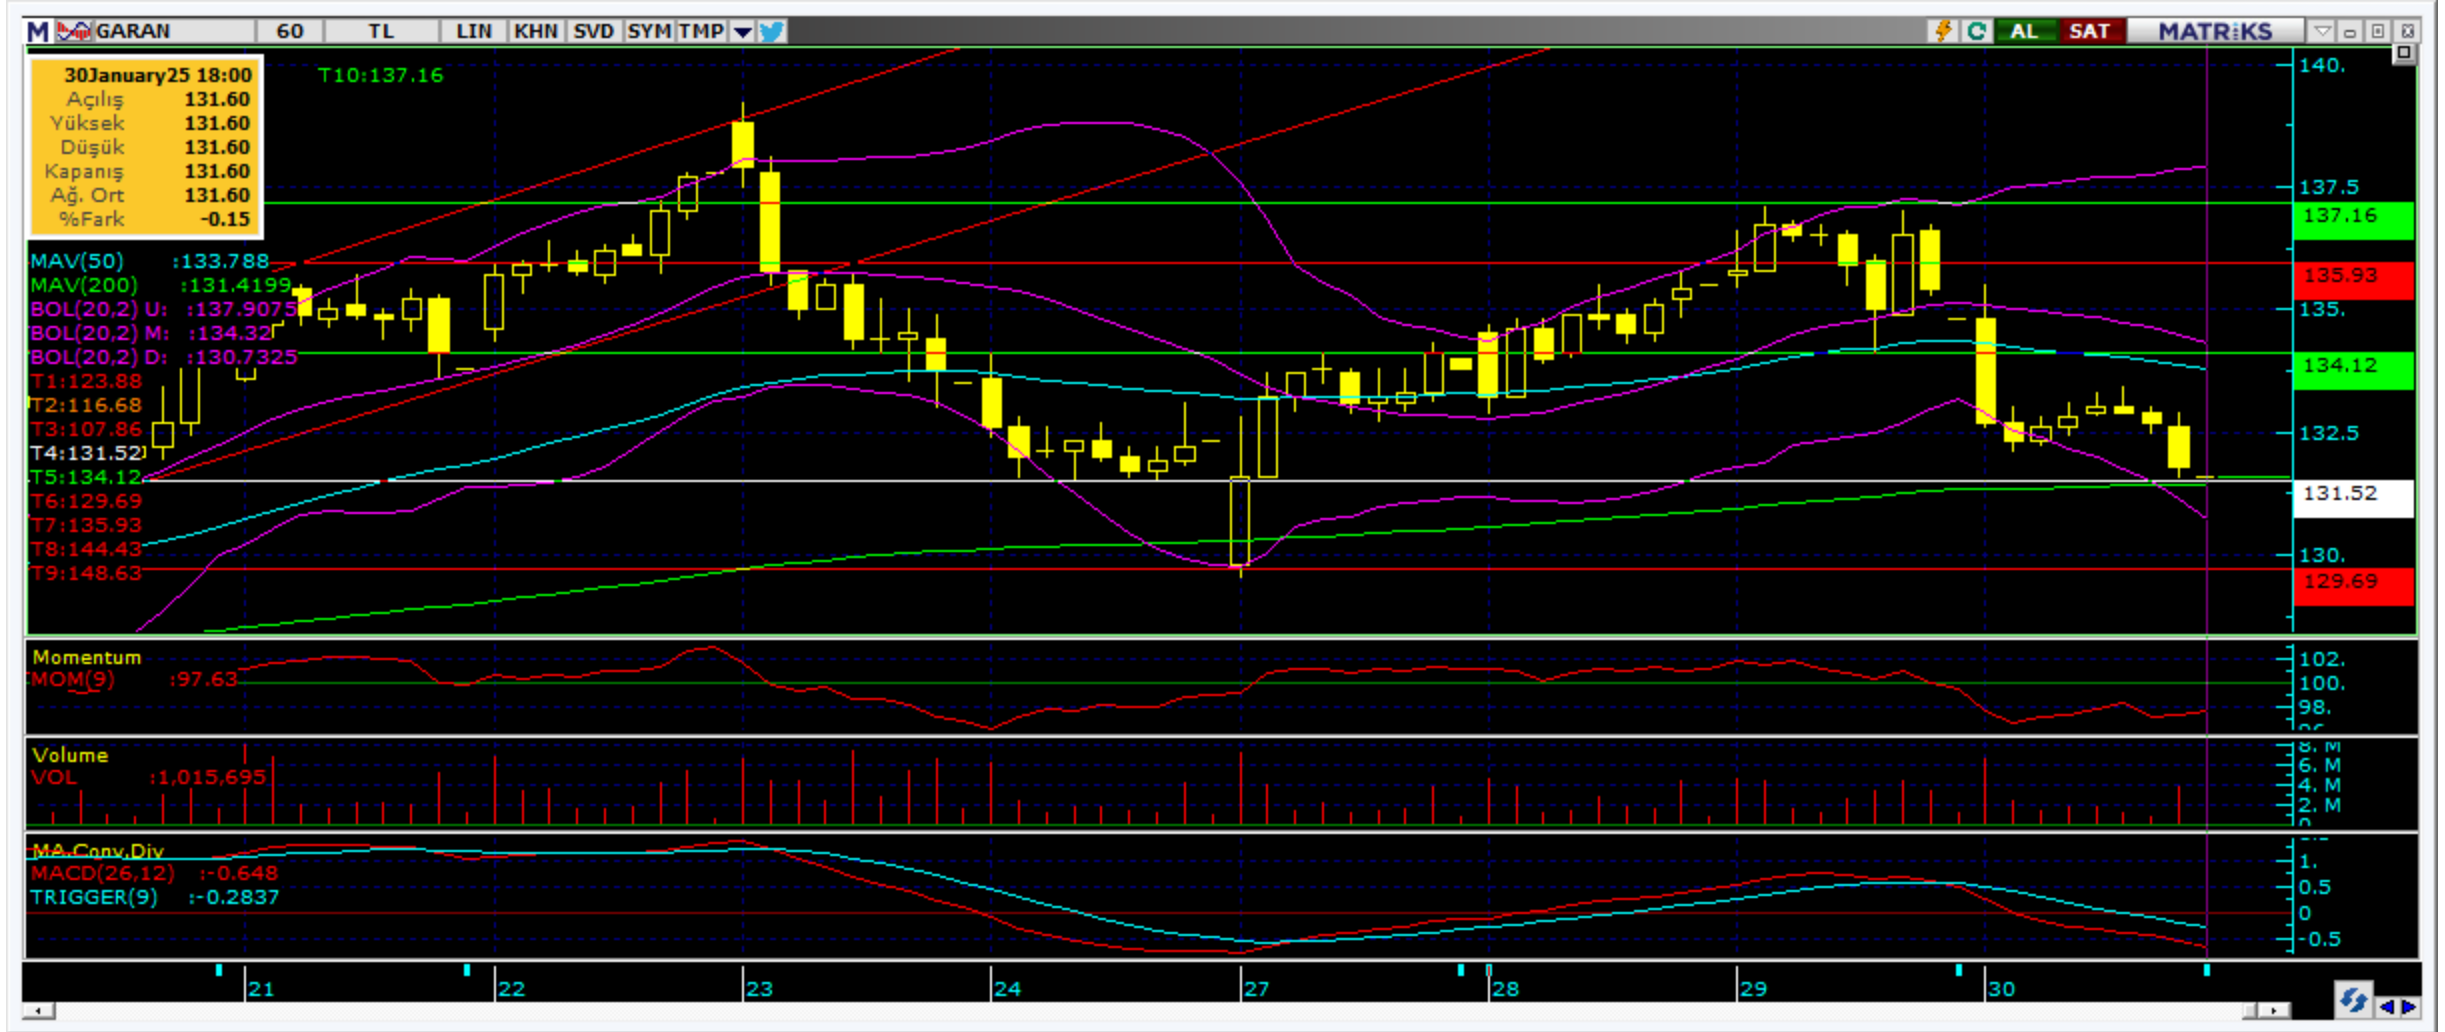 M GARAN 60 TL LIN KHN SVD SYM TMP AL SAT MATRiKS
30January25 18:00
Açılış 131.60
Yüksek 131.60
Düşük 131.60
Kapanış 131.60
Ağ. Ort 131.60
%Fark -0.15
T10:137.16
MAV(50) :133.788
MAV(200) :131.4199
BOL(20,2) U: :137.9075
BOL(20,2) M: :134.32
BOL(20,2) D: :130.7325
T1:123.88
T2:116.68
T3:107.86
T4:131.52
T5:134.12
T6:129.69
T7:135.93
T8:144.43
T9:148.63
140.
137.5
137.16
135.93
135.
134.12
132.5
131.52
130.
129.69
Momentum
MOM(9) :97.63
102.
100.
98.
Volume
VOL :1,015,695
8. M
6. M
4. M
2. M
0
MA.Conv.Div
MACD(26,12) :-0.648
TRIGGER(9) :-0.2837
1.
0.5
0
-0.5
21 22 23 24 27 28 29 30